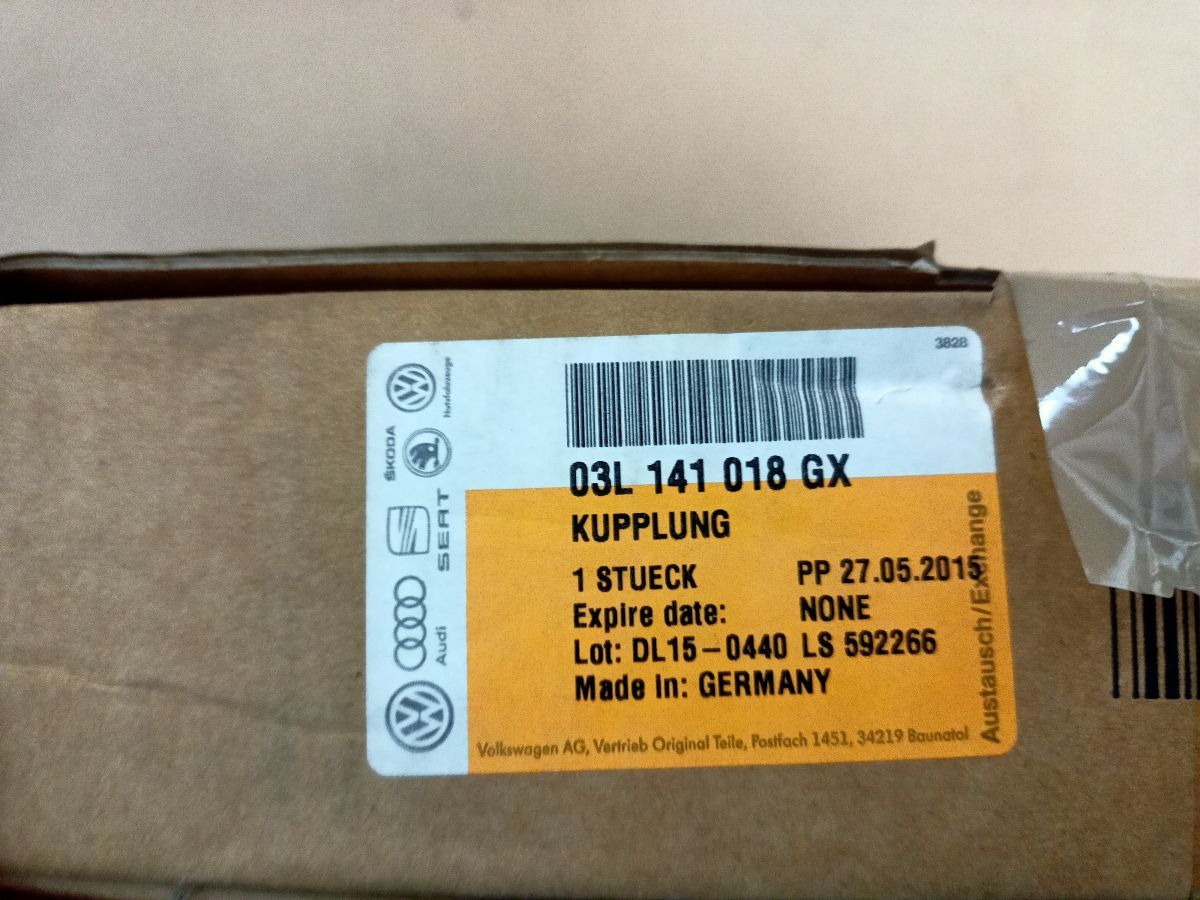 3828
Nutzfahrzeuge
ŠKODA
SEAT
Audi
03L 141 018 GX
KUPPLUNG
1 STUECK PP 27.05.2015
Expire date: NONE
Lot: DL15-0440 LS 592266
Made In: GERMANY
Austausch/Exchange
Volkswagen AG, Vertrieb Original Teile, Postfach 1451, 34219 Baunatal